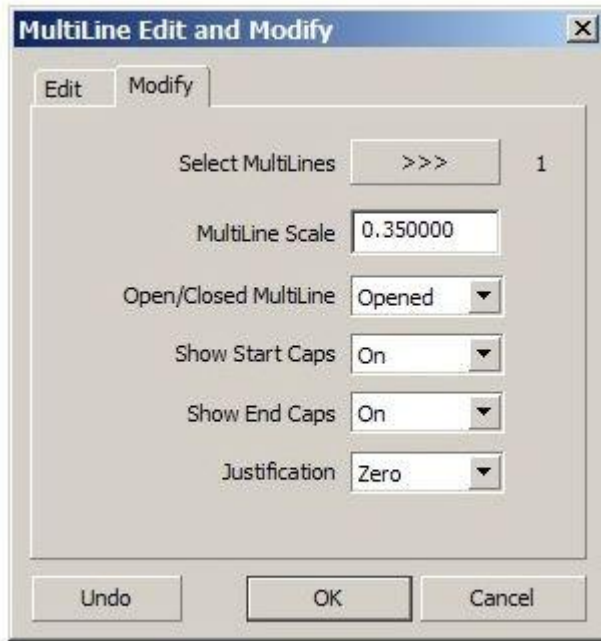 MultiLine Edit and Modify
Edit Modify
Select MultiLines >>> 1
MultiLine Scale 0.350000
Open/Closed MultiLine Opened
Show Start Caps On
Show End Caps On
Justification Zero
Undo OK Cancel